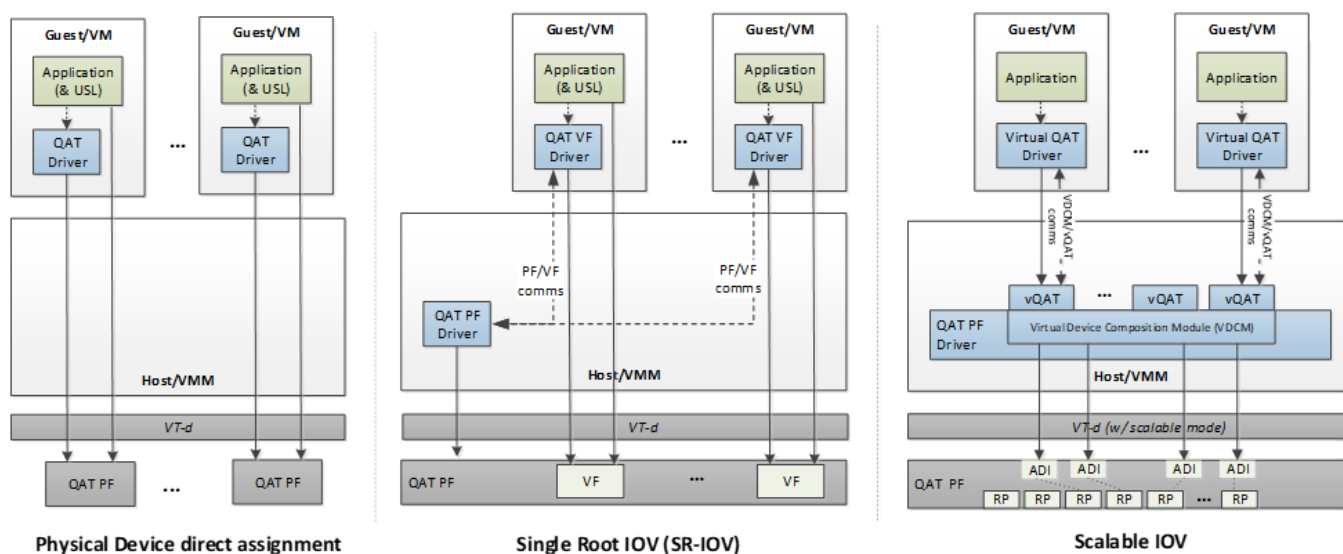 Guest/VM
Application
(& USL)
QAT
Driver
...
Guest/VM
Application
(& USL)
QAT
Driver
Host/VMM
VT-d
QAT PF
...
QAT PF
Physical Device direct assignment
Guest/VM
Application
(& USL)
QAT VF
Driver
...
Guest/VM
Application
(& USL)
QAT VF
Driver
PF/VF
comms
PF/VF
comms
QAT PF
Driver
Host/VMM
VT-d
QAT PF
VF
...
VF
Single Root IOV (SR-IOV)
Guest/VM
Application
Virtual QAT
Driver
...
Guest/VM
Application
Virtual QAT
Driver
VDCM/vQAT
comms
VDCM/vQAT
comms
vQAT
...
vQAT
vQAT
QAT PF
Driver
Virtual Device Composition Module (VDCM)
Host/VMM
VT-d (w/ scalable mode)
ADI
ADI
...
ADI
ADI
QAT PF
RP
RP
RP
RP
RP
...
RP
Scalable IOV